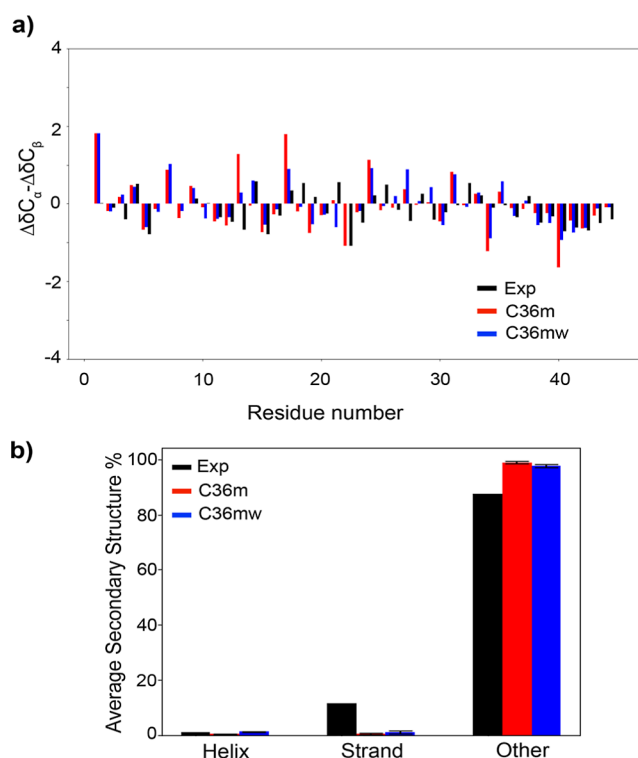 a)
4
2
0
-2
-4
ΔδCα-ΔδCβ
0
10
20
30
40
Residue number
Exp
C36m
C36mw
b)
100
80
60
40
20
0
Average Secondary Structure %
Exp
C36m
C36mw
Helix
Strand
Other